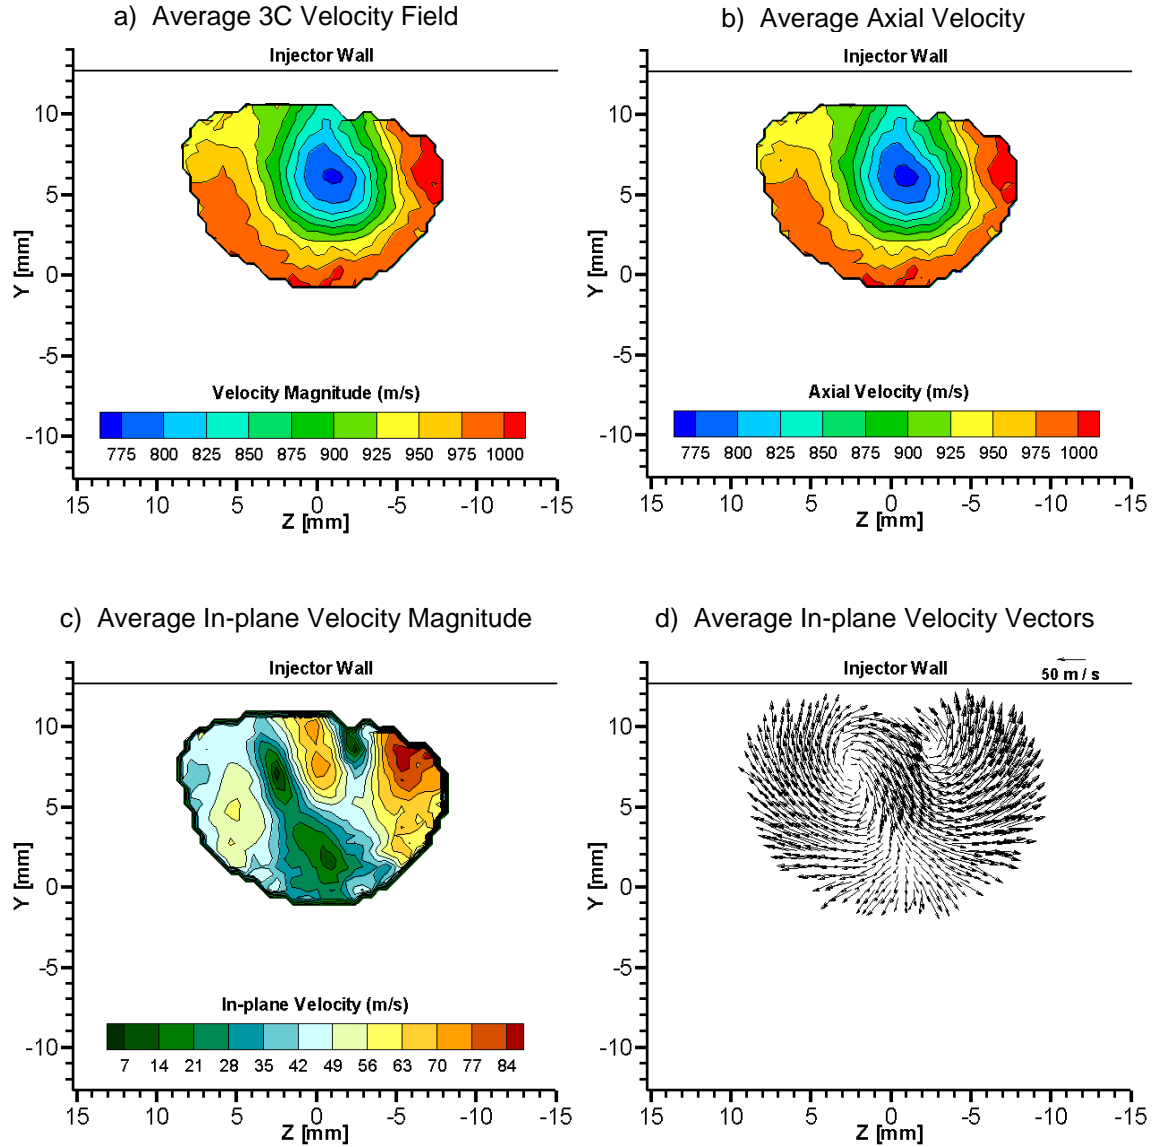 a) Average 3C Velocity Field
b) Average Axial Velocity
Injector Wall
Injector Wall
10
5
0
-5
-10
Y [mm]
Velocity Magnitude (m/s)
775 800 825 850 875 900 925 950 975 1000
15 10 5 0 -5 -10 -15
Z [mm]
10
5
0
-5
-10
Y [mm]
Axial Velocity (m/s)
775 800 825 850 875 900 925 950 975 1000
15 10 5 0 -5 -10 -15
Z [mm]
c) Average In-plane Velocity Magnitude
d) Average In-plane Velocity Vectors
Injector Wall
Injector Wall
50 m / s
10
5
0
-5
-10
Y [mm]
In-plane Velocity (m/s)
7 14 21 28 35 42 49 56 63 70 77 84
15 10 5 0 -5 -10 -15
Z [mm]
10
5
0
-5
-10
Y [mm]
15 10 5 0 -5 -10 -15
Z [mm]